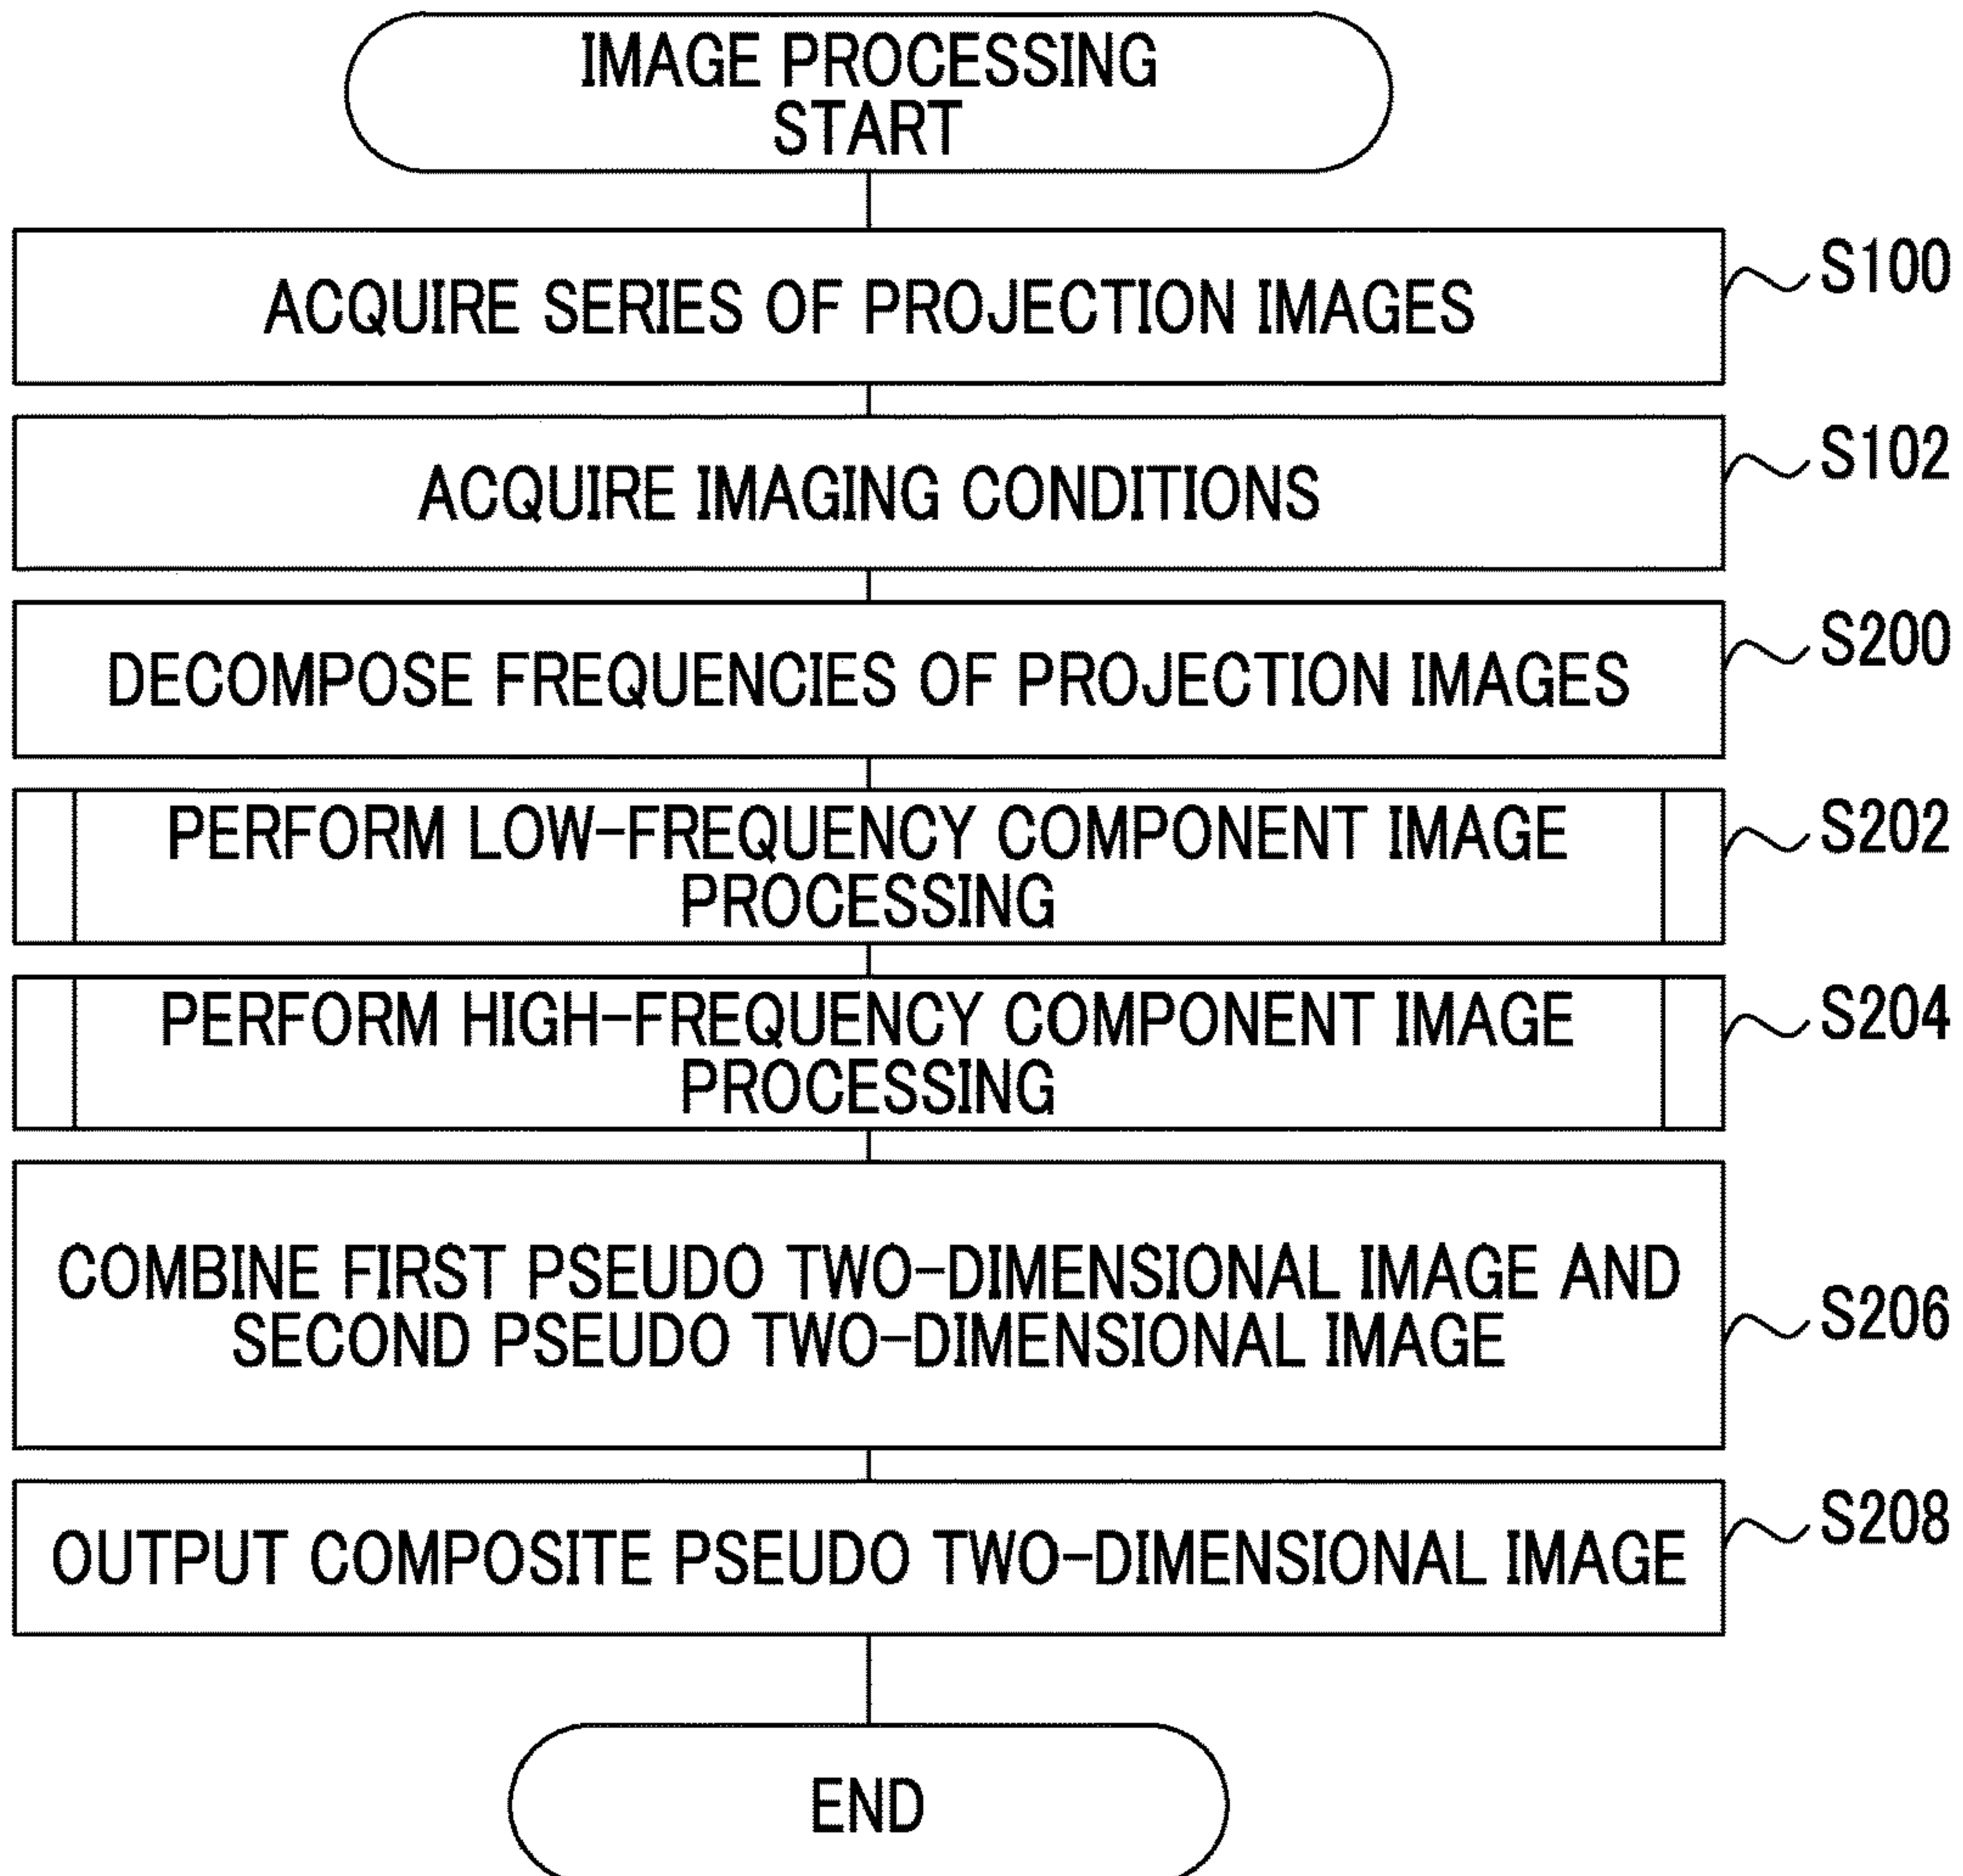 IMAGE PROCESSING
START
ACQUIRE SERIES OF PROJECTION IMAGES
S100
ACQUIRE IMAGING CONDITIONS
S102
DECOMPOSE FREQUENCIES OF PROJECTION IMAGES
S200
PERFORM LOW-FREQUENCY COMPONENT IMAGE
PROCESSING
S202
PERFORM HIGH-FREQUENCY COMPONENT IMAGE
PROCESSING
S204
COMBINE FIRST PSEUDO TWO-DIMENSIONAL IMAGE AND
SECOND PSEUDO TWO-DIMENSIONAL IMAGE
S206
OUTPUT COMPOSITE PSEUDO TWO-DIMENSIONAL IMAGE
S208
END